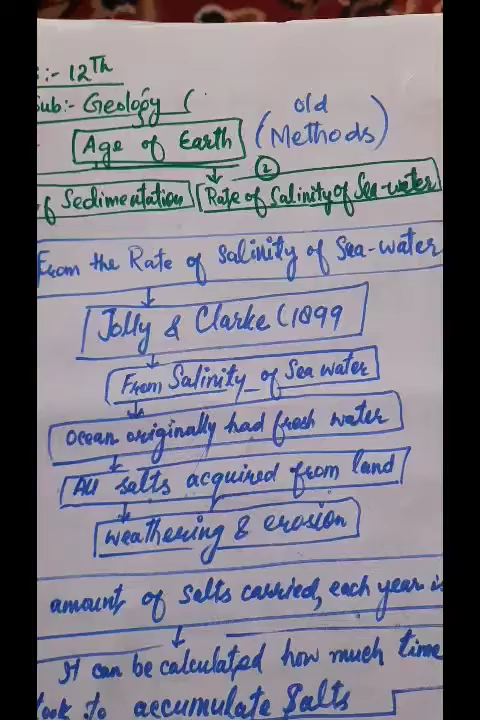 :- 12Th
Sub:- Geology (
Age of Earth (old Methods)
②
of Sedimentation Rate of Salinity of Sea-water
From the Rate of Salinity of Sea-water
Jolly & Clarke (1899
From Salinity of Sea water
Ocean originally had fresh water
All salts acquired from land
weathering & erosion
amount of salts carried, each year is
It can be calculated how much time
took to accumulate Salts